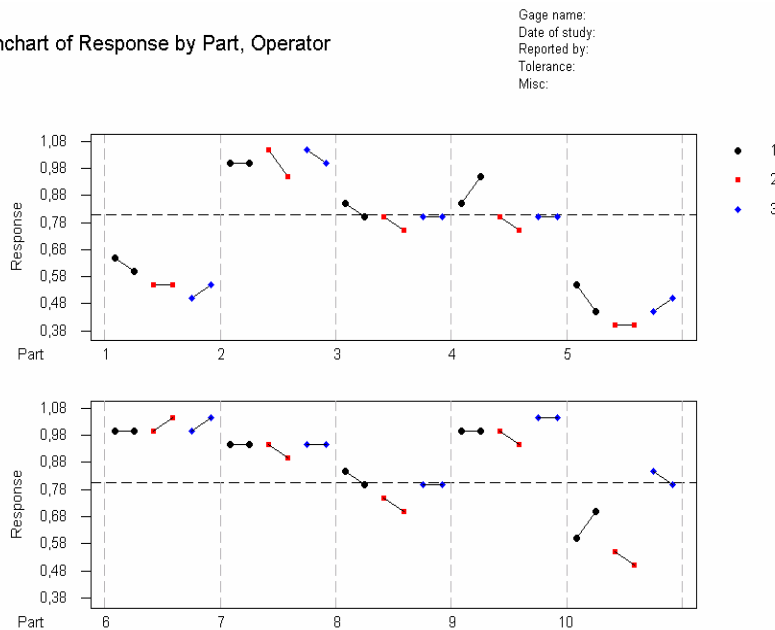 Gage name:
Date of study:
nchart of Response by Part, Operator
Reported by:
Tolerance:
Misc:
1,08
0,98
0,88
0,78
0,68
0,58
0,48
0,38
Response
Part 1 2 3 4 5
1
2
3
1,08
0,98
0,88
0,78
0,68
0,58
0,48
0,38
Response
Part 6 7 8 9 10